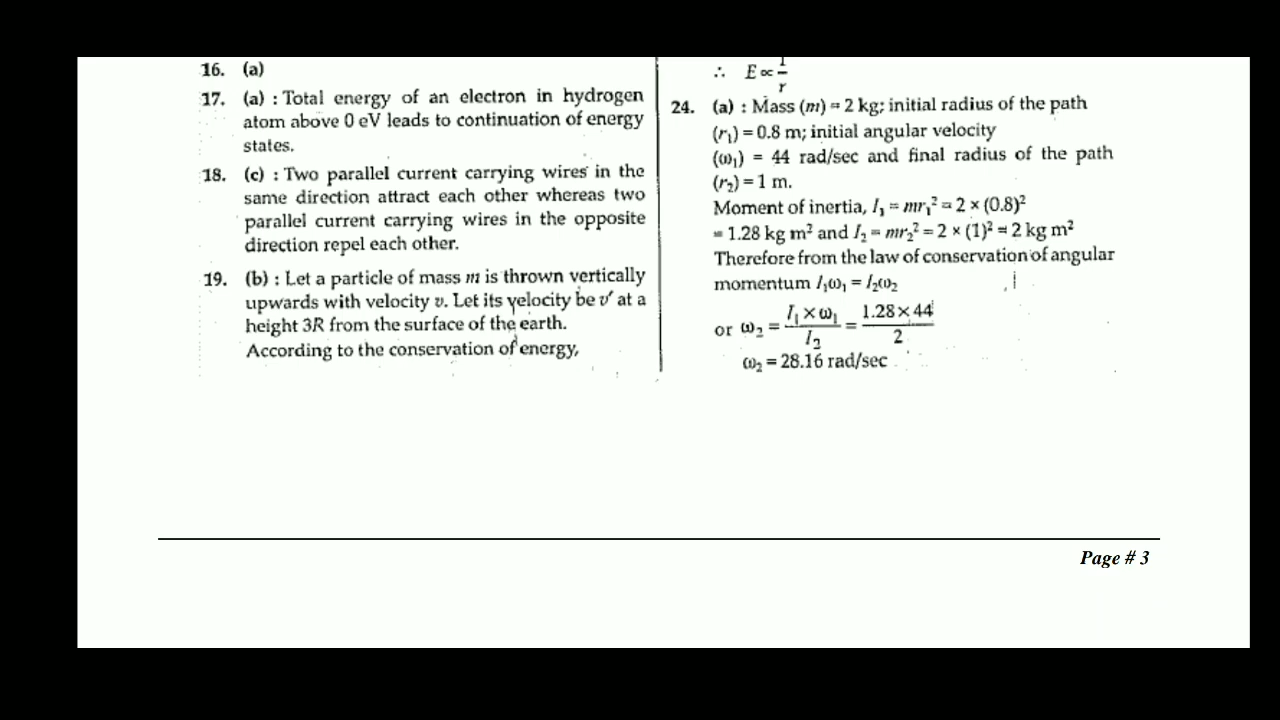 16. (a)
17. (a) : Total energy of an electron in hydrogen
atom above 0 eV leads to continuation of energy
states.
18. (c) : Two parallel current carrying wires in the
same direction attract each other whereas two
parallel current carrying wires in the opposite
direction repel each other.
19. (b) : Let a particle of mass m is thrown vertically
upwards with velocity v. Let its velocity be v′ at a
height 3R from the surface of the earth.
According to the conservation of energy,
∴ E ∝ 1/r
24. (a) : Mass (m) = 2 kg; initial radius of the path
(r₁) = 0.8 m; initial angular velocity
(ω₁) = 44 rad/sec and final radius of the path
(r₂) = 1 m.
Moment of inertia, I₁ = mr₁² = 2 × (0.8)²
= 1.28 kg m² and I₂ = mr₂² = 2 × (1)² = 2 kg m²
Therefore from the law of conservation of angular
momentum I₁ω₁ = I₂ω₂
or ω₂ = I₁ × ω₁ / I₂ = 1.28 × 44 / 2
ω₂ = 28.16 rad/sec
Page # 3